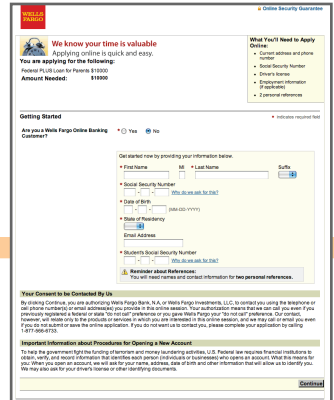 WELLS
FARGO
Online Security Guarantee
We know your time is valuable
Applying online is quick and easy.
You are applying for the following:
Federal PLUS Loan for Parents $10000
Amount Needed: $10000
What You'll Need to Apply
Online:
Current address and phone
number
Social Security Number
Driver's license
Employment information
(if applicable)
2 personal references
Getting Started
* Indicates required field
Are you a Wells Fargo Online Banking
Customer?
* Yes No
Get started now by providing your information below.
* First Name MI * Last Name Suffix
* Social Security Number
- - Why do we ask for this?
* Date of Birth
- - (MM-DD-YYYY)
* State of Residency
Email Address
* Student's Social Security Number
- - Why do we ask for this?
Reminder about References:
You will need names and contact information for two personal references.
Your Consent to be Contacted By Us
By clicking Continue, you are authorizing Wells Fargo Bank, N.A. or Wells Fargo Investments, LLC, to contact you using the telephone or
cell phone number(s) or email address(es) you provide in this online session. Your authorization means that we can call you even if you
previously registered a federal or state "do not call" preference or you gave Wells Fargo your "do not call" preference. Our contact,
however, will relate only to the products or services in which you are interested in this online session, and we may call or email you even
if you do not submit or save the online application. If you do not want us to contact you, please complete your application by calling
1-877-566-6733.
Important Information about Procedures for Opening a New Account
To help the government fight the funding of terrorism and money laundering activities, U.S. Federal law requires financial institutions to
obtain, verify, and record information that identifies each person (individuals or businesses) who opens an account. What this means for
you: When you open an account, we will ask for your name, address, date of birth and other information that will allow us to identify you.
We may also ask for your driver's license or other identifying documents.
Continue